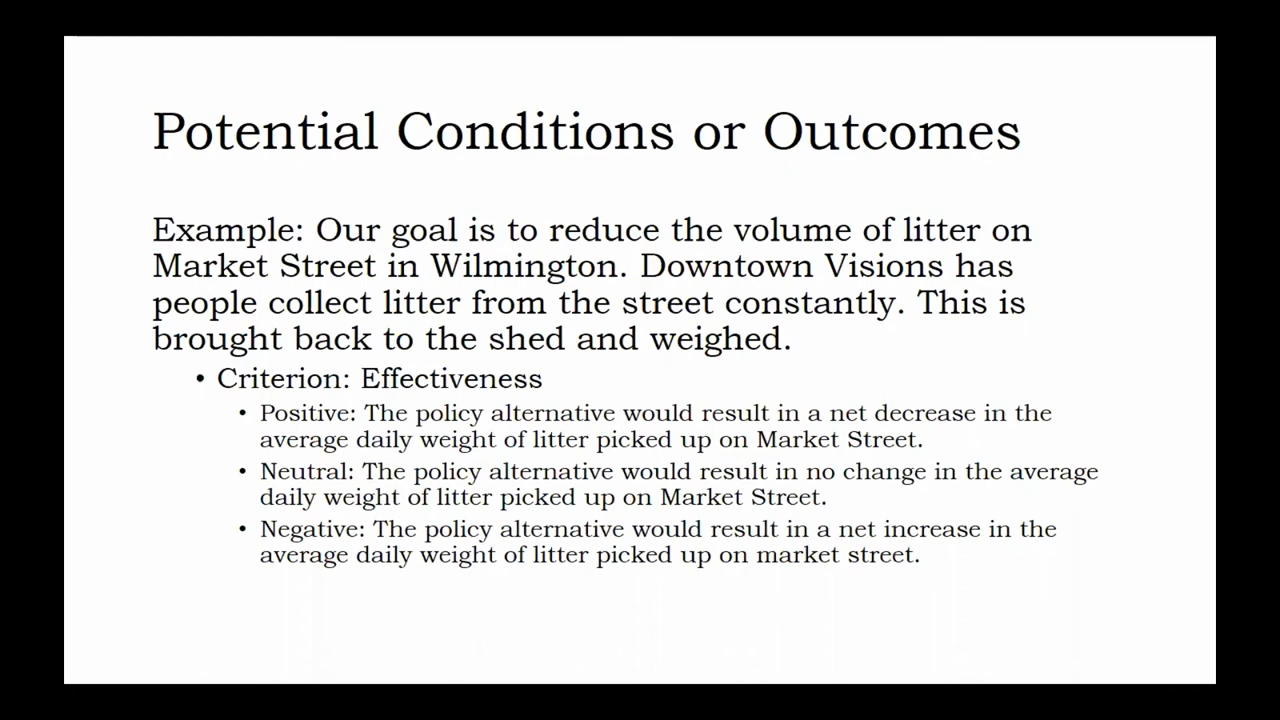 Potential Conditions or Outcomes
Example: Our goal is to reduce the volume of litter on
Market Street in Wilmington. Downtown Visions has
people collect litter from the street constantly. This is
brought back to the shed and weighed.
• Criterion: Effectiveness
• Positive: The policy alternative would result in a net decrease in the
average daily weight of litter picked up on Market Street.
• Neutral: The policy alternative would result in no change in the average
daily weight of litter picked up on Market Street.
• Negative: The policy alternative would result in a net increase in the
average daily weight of litter picked up on market street.